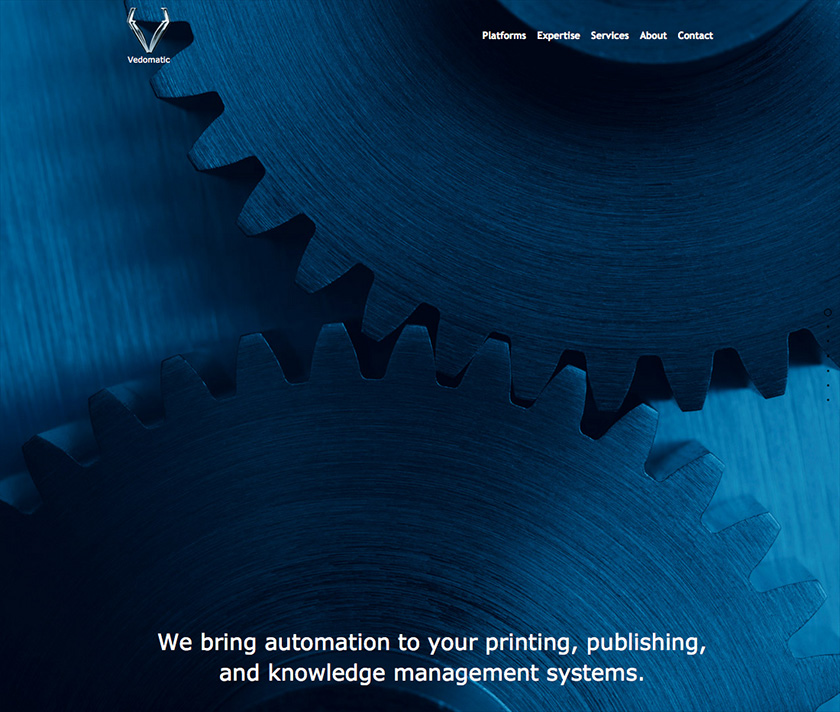 Vedomatic
Platforms Expertise Services About Contact
We bring automation to your printing, publishing,
and knowledge management systems.